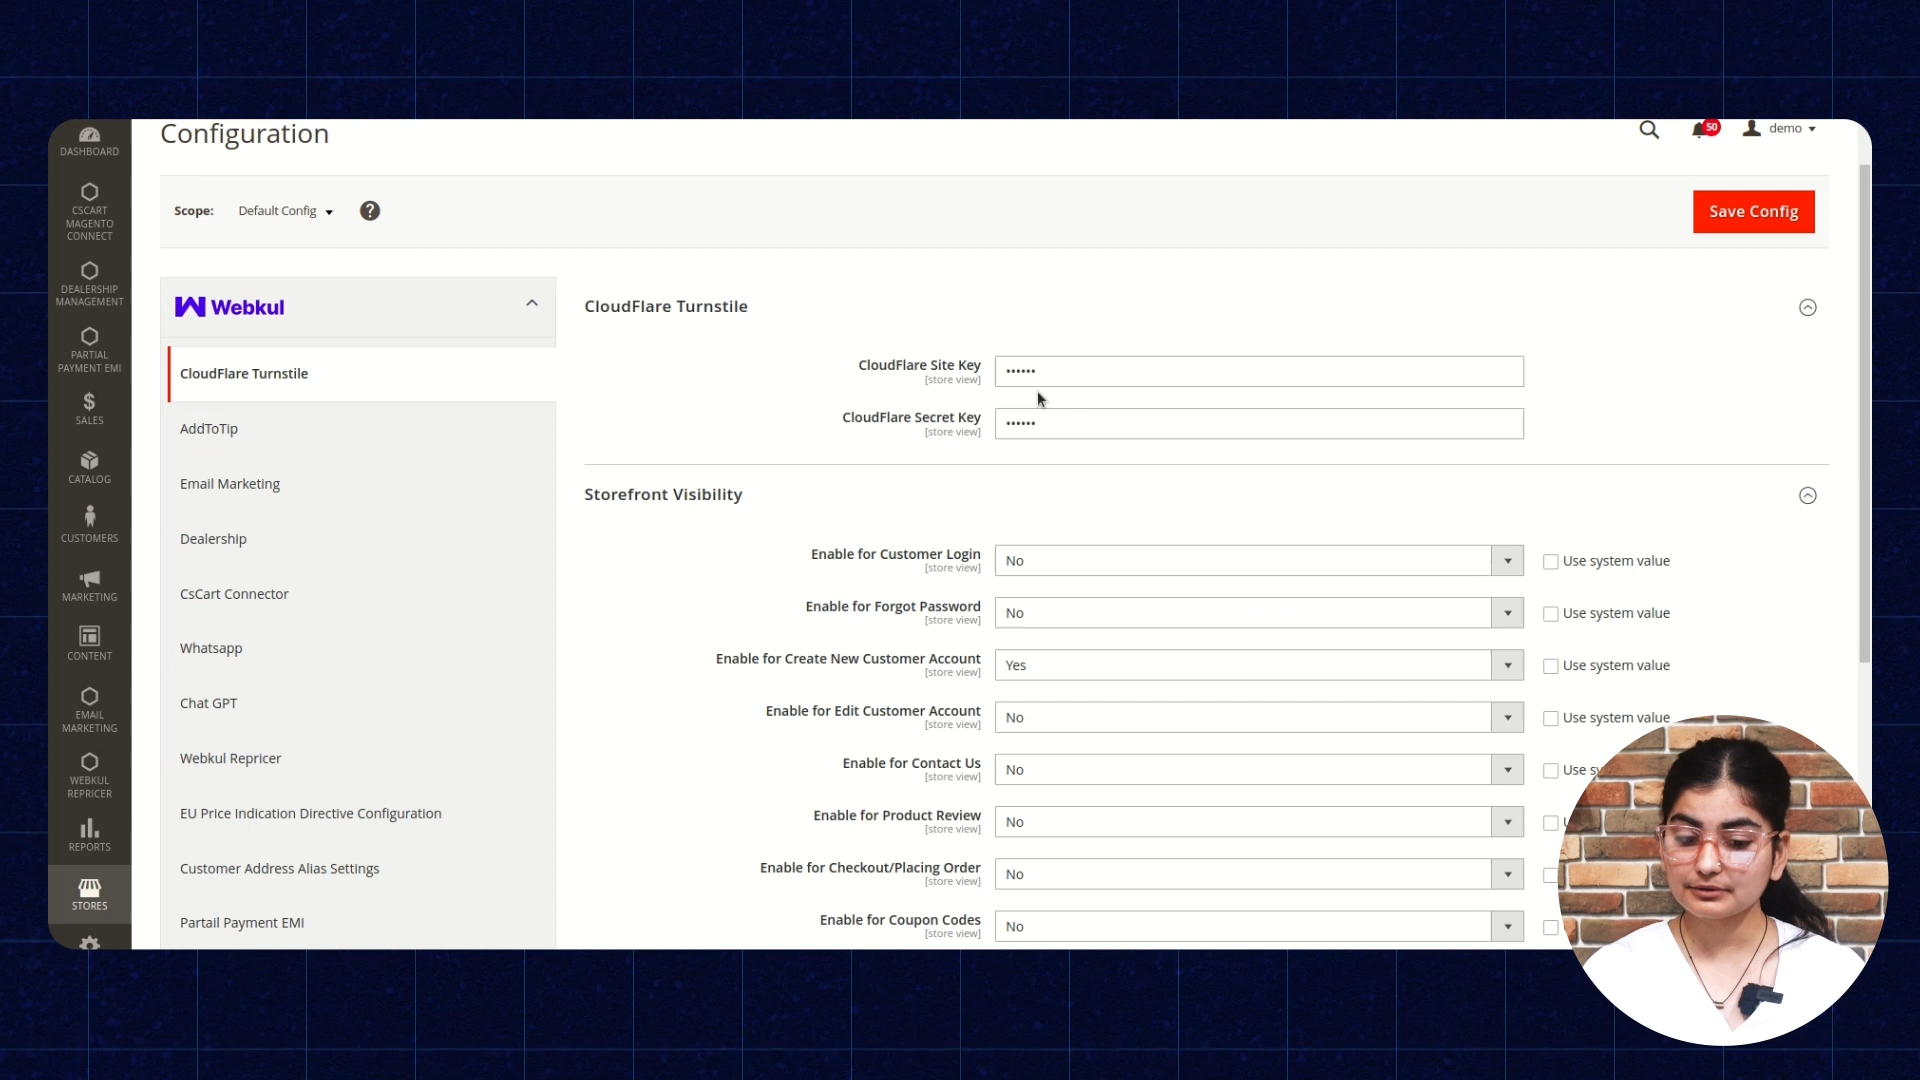 Configuration
50
demo
DASHBOARD
CSCART
MAGENTO
CONNECT
DEALERSHIP
MANAGEMENT
PARTIAL
PAYMENT EMI
SALES
CATALOG
CUSTOMERS
MARKETING
CONTENT
EMAIL
MARKETING
WEBKUL
REPRICER
REPORTS
STORES
Scope: Default Config ?
Save Config
Webkul
CloudFlare Turnstile
AddToTip
Email Marketing
Dealership
CsCart Connector
Whatsapp
Chat GPT
Webkul Repricer
EU Price Indication Directive Configuration
Customer Address Alias Settings
Partail Payment EMI
CloudFlare Turnstile
CloudFlare Site Key ••••••
[store view]
CloudFlare Secret Key ••••••
[store view]
Storefront Visibility
Enable for Customer Login No Use system value
[store view]
Enable for Forgot Password No Use system value
[store view]
Enable for Create New Customer Account Yes Use system value
[store view]
Enable for Edit Customer Account No Use system value
[store view]
Enable for Contact Us No Use
[store view]
Enable for Product Review No
[store view]
Enable for Checkout/Placing Order No
[store view]
Enable for Coupon Codes No
[store view]